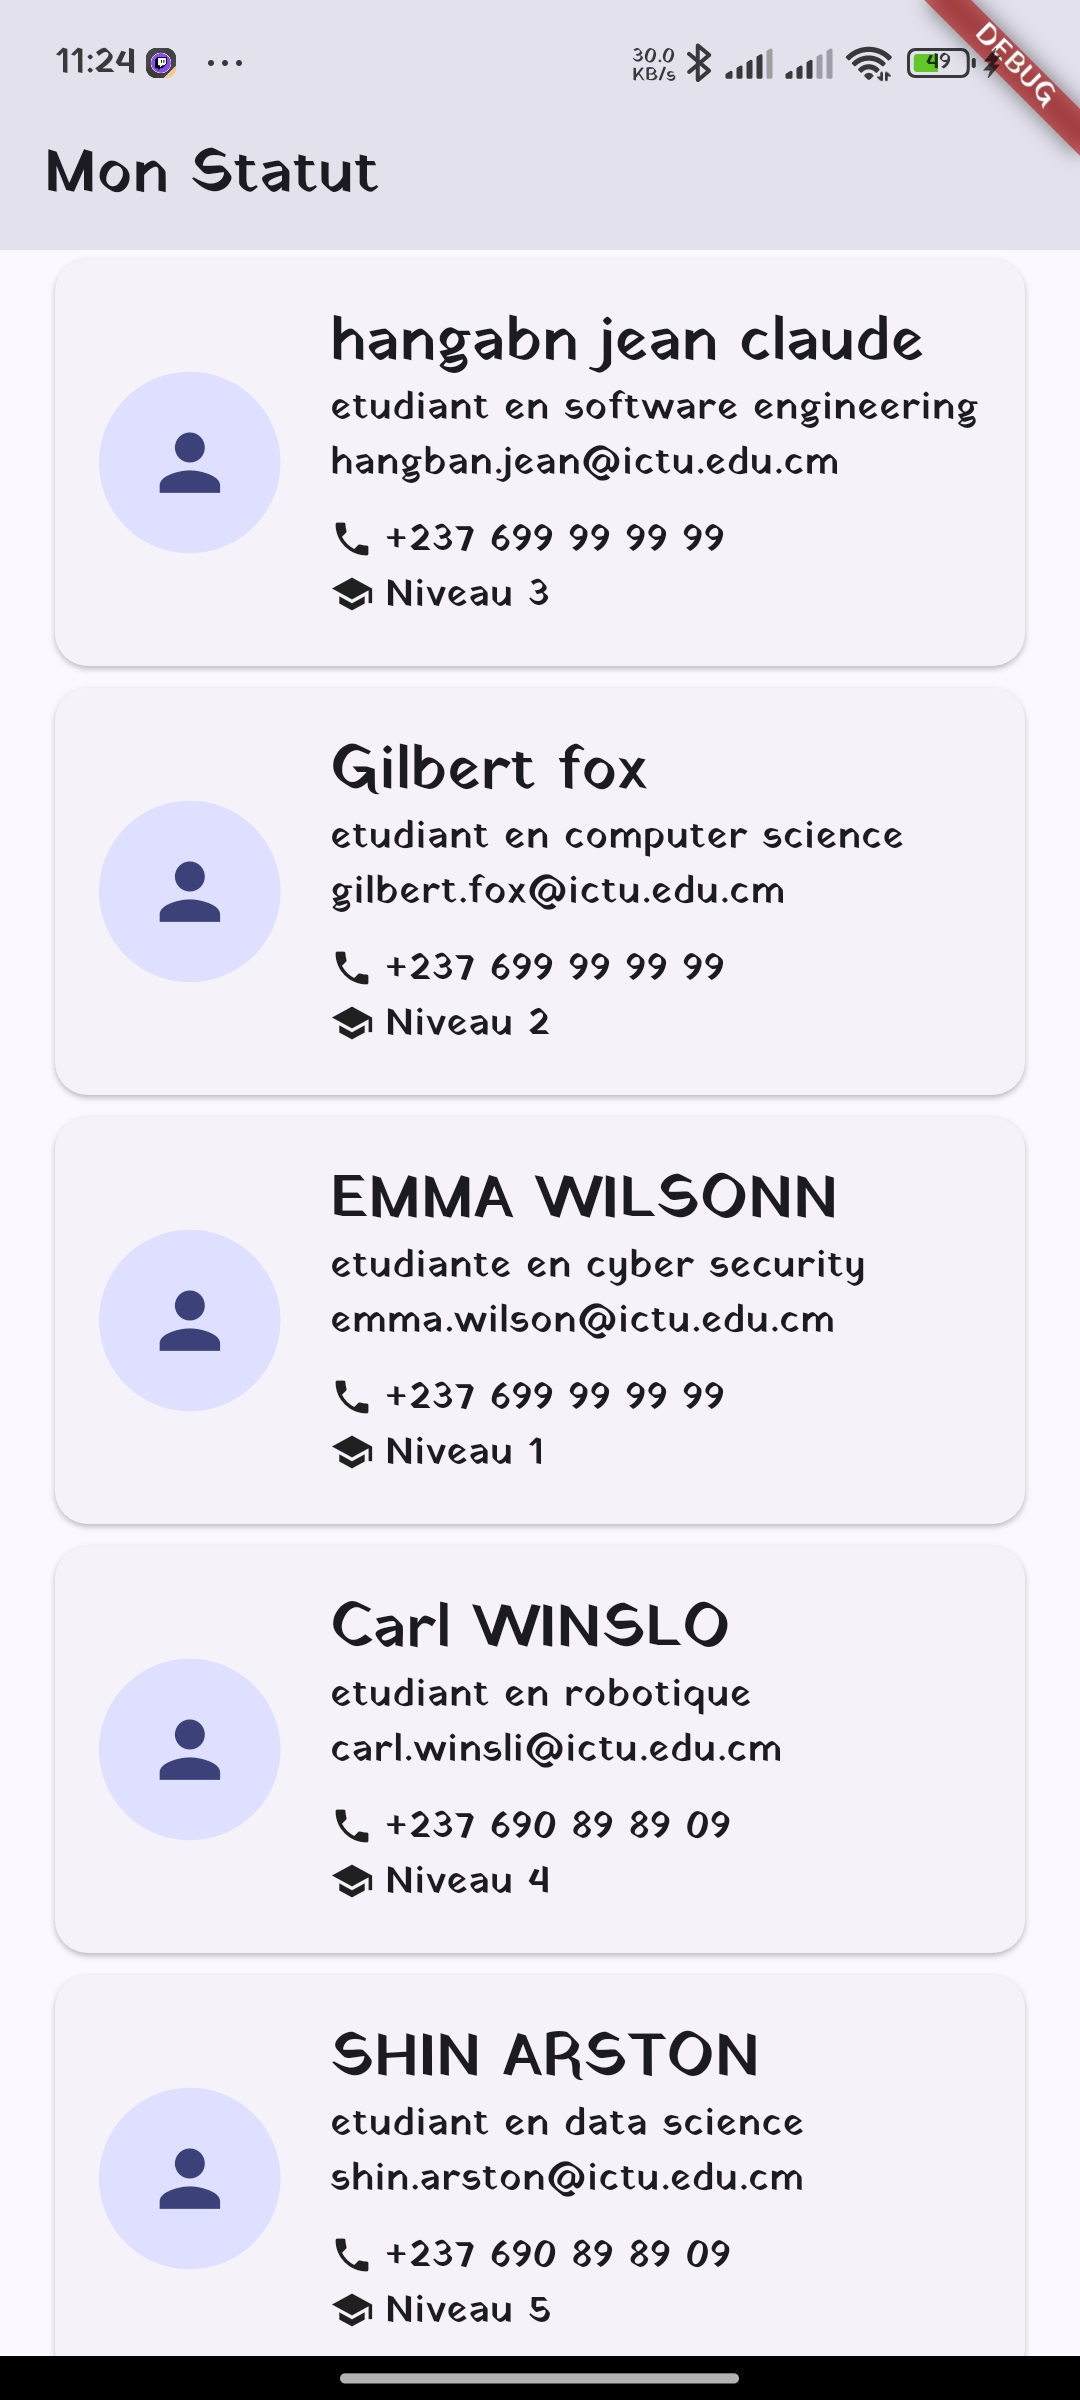 11:24
30.0
KB/s
49
DEBUG
Mon Statut
hangabn jean claude
etudiant en software engineering
hangban.jean@ictu.edu.cm
+237 699 99 99 99
Niveau 3
Gilbert fox
etudiant en computer science
gilbert.fox@ictu.edu.cm
+237 699 99 99 99
Niveau 2
EMMA WILSONN
etudiante en cyber security
emma.wilson@ictu.edu.cm
+237 699 99 99 99
Niveau 1
Carl WINSLO
etudiant en robotique
carl.winsli@ictu.edu.cm
+237 690 89 89 09
Niveau 4
SHIN ARSTON
etudiant en data science
shin.arston@ictu.edu.cm
+237 690 89 89 09
Niveau 5